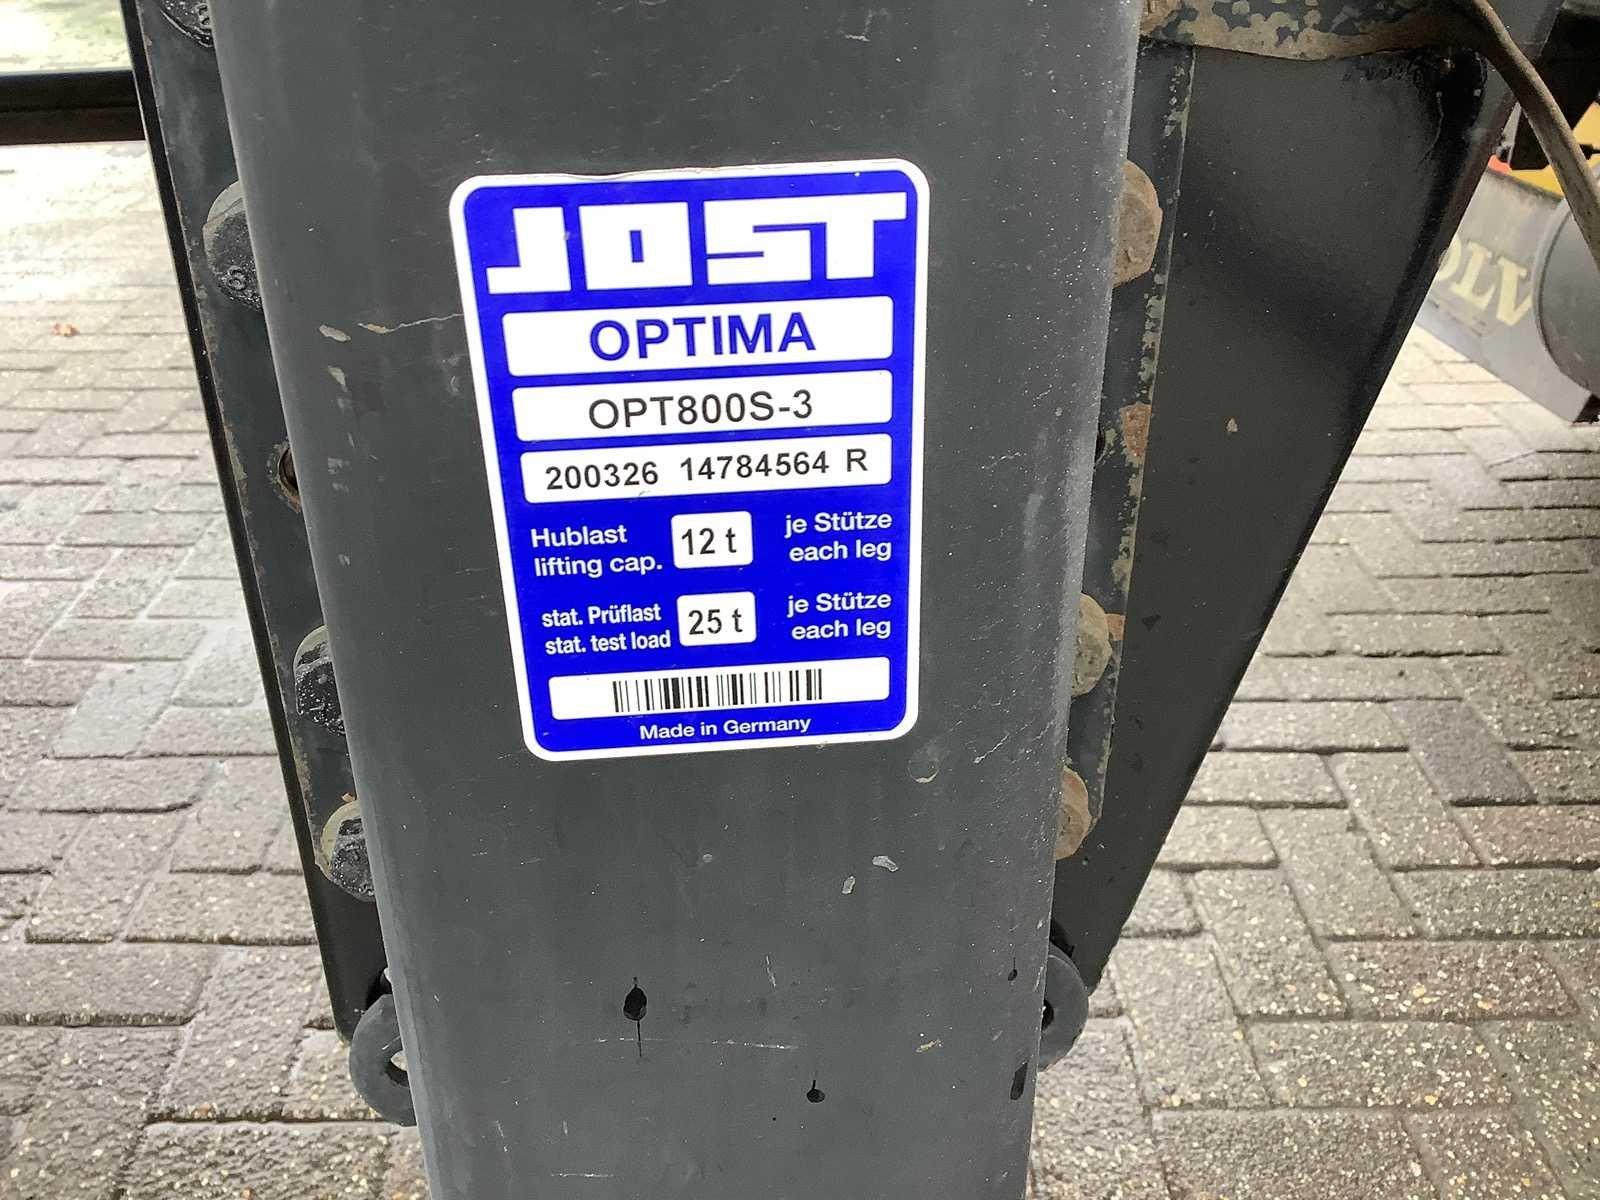 JOST
OPTIMA
OPT800S-3
200326 14784564 R
Hublast
lifting cap.
12 t
je Stütze
each leg
stat. Prüflast
stat. test load
25 t
je Stütze
each leg
Made in Germany